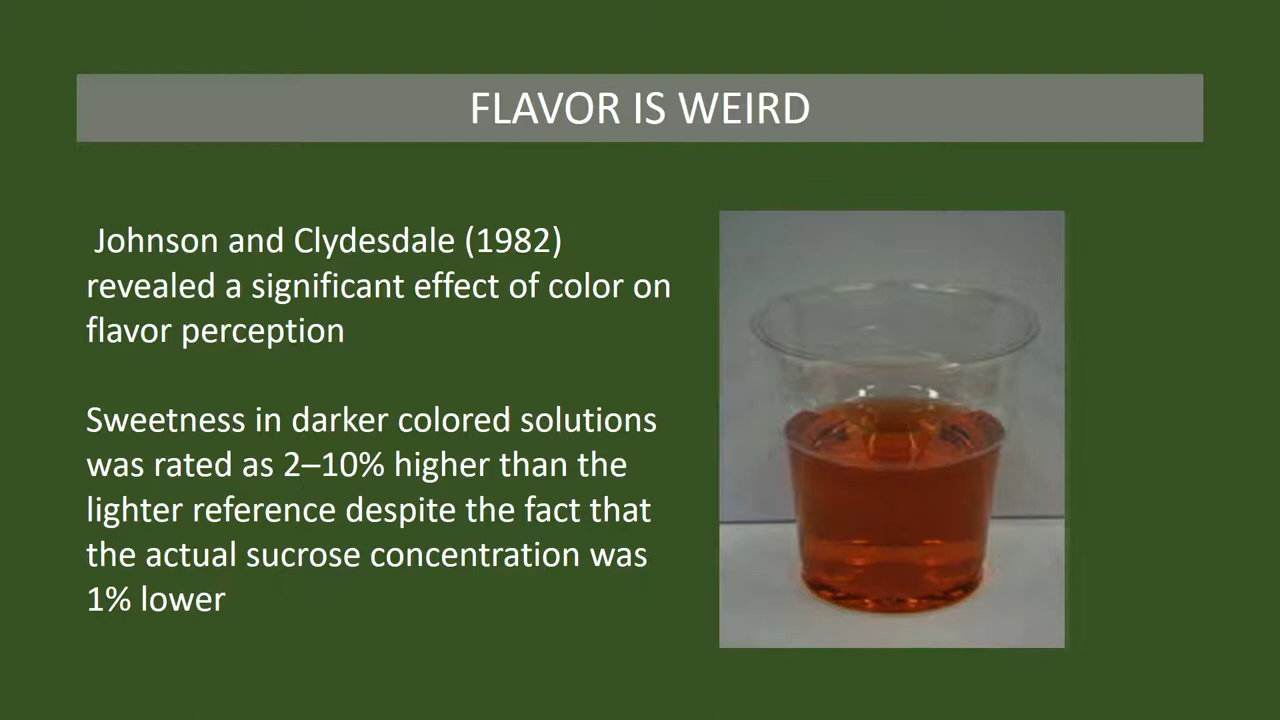 FLAVOR IS WEIRD
Johnson and Clydesdale (1982)
revealed a significant effect of color on
flavor perception
Sweetness in darker colored solutions
was rated as 2–10% higher than the
lighter reference despite the fact that
the actual sucrose concentration was
1% lower